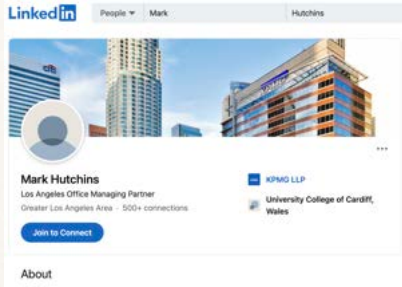 LinkedIn
People Mark Hutchins
citi
Mark Hutchins
Los Angeles Office Managing Partner
Greater Los Angeles Area · 500+ connections
Join to Connect
KPMG LLP
University College of Cardiff,
Wales
About